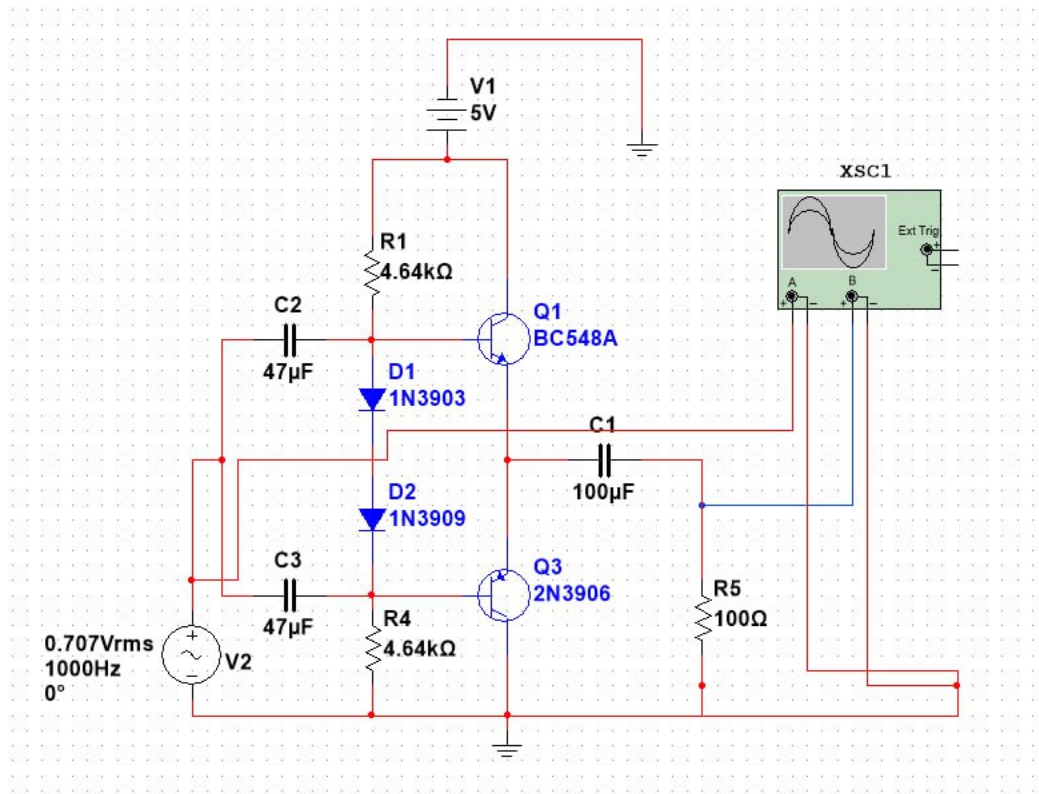 V1
5V
XSC1
Ext Trig
+
−
A
B
+
−
+
−
R1
4.64kΩ
C2
47µF
Q1
BC548A
D1
1N3903
C1
100µF
D2
1N3909
C3
47µF
Q3
2N3906
R5
100Ω
R4
4.64kΩ
0.707Vrms
1000Hz
0°
+
−
V2